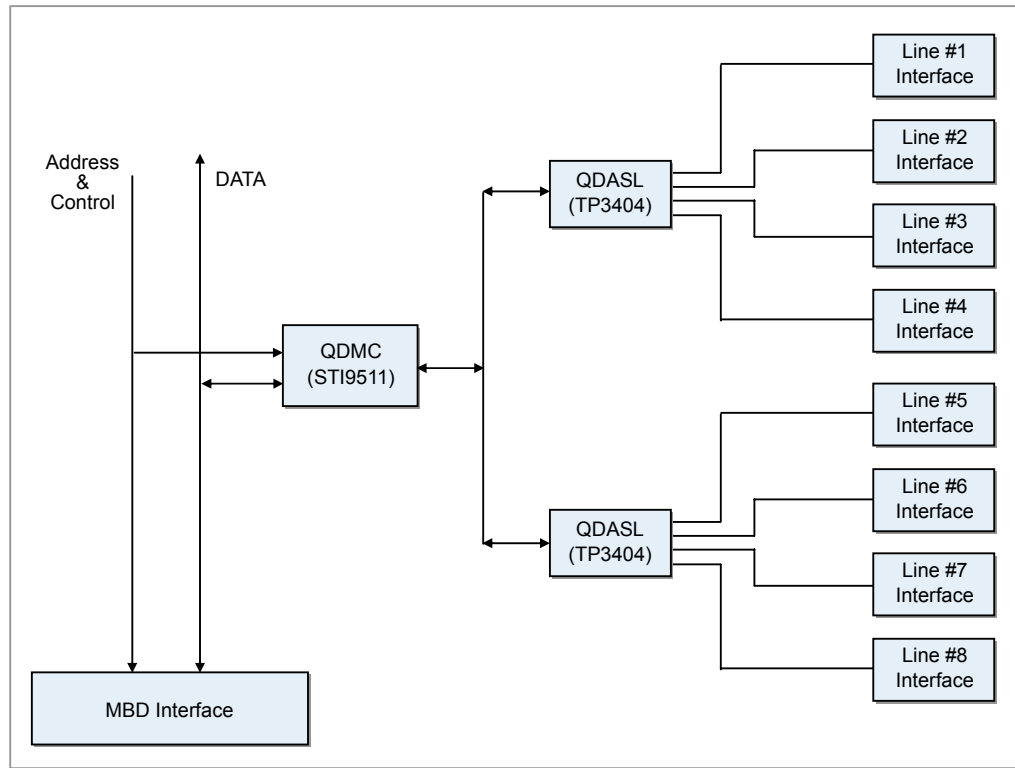 Address
&
Control
DATA
QDMC
(STI9511)
MBD Interface
QDASL
(TP3404)
QDASL
(TP3404)
Line #1
Interface
Line #2
Interface
Line #3
Interface
Line #4
Interface
Line #5
Interface
Line #6
Interface
Line #7
Interface
Line #8
Interface